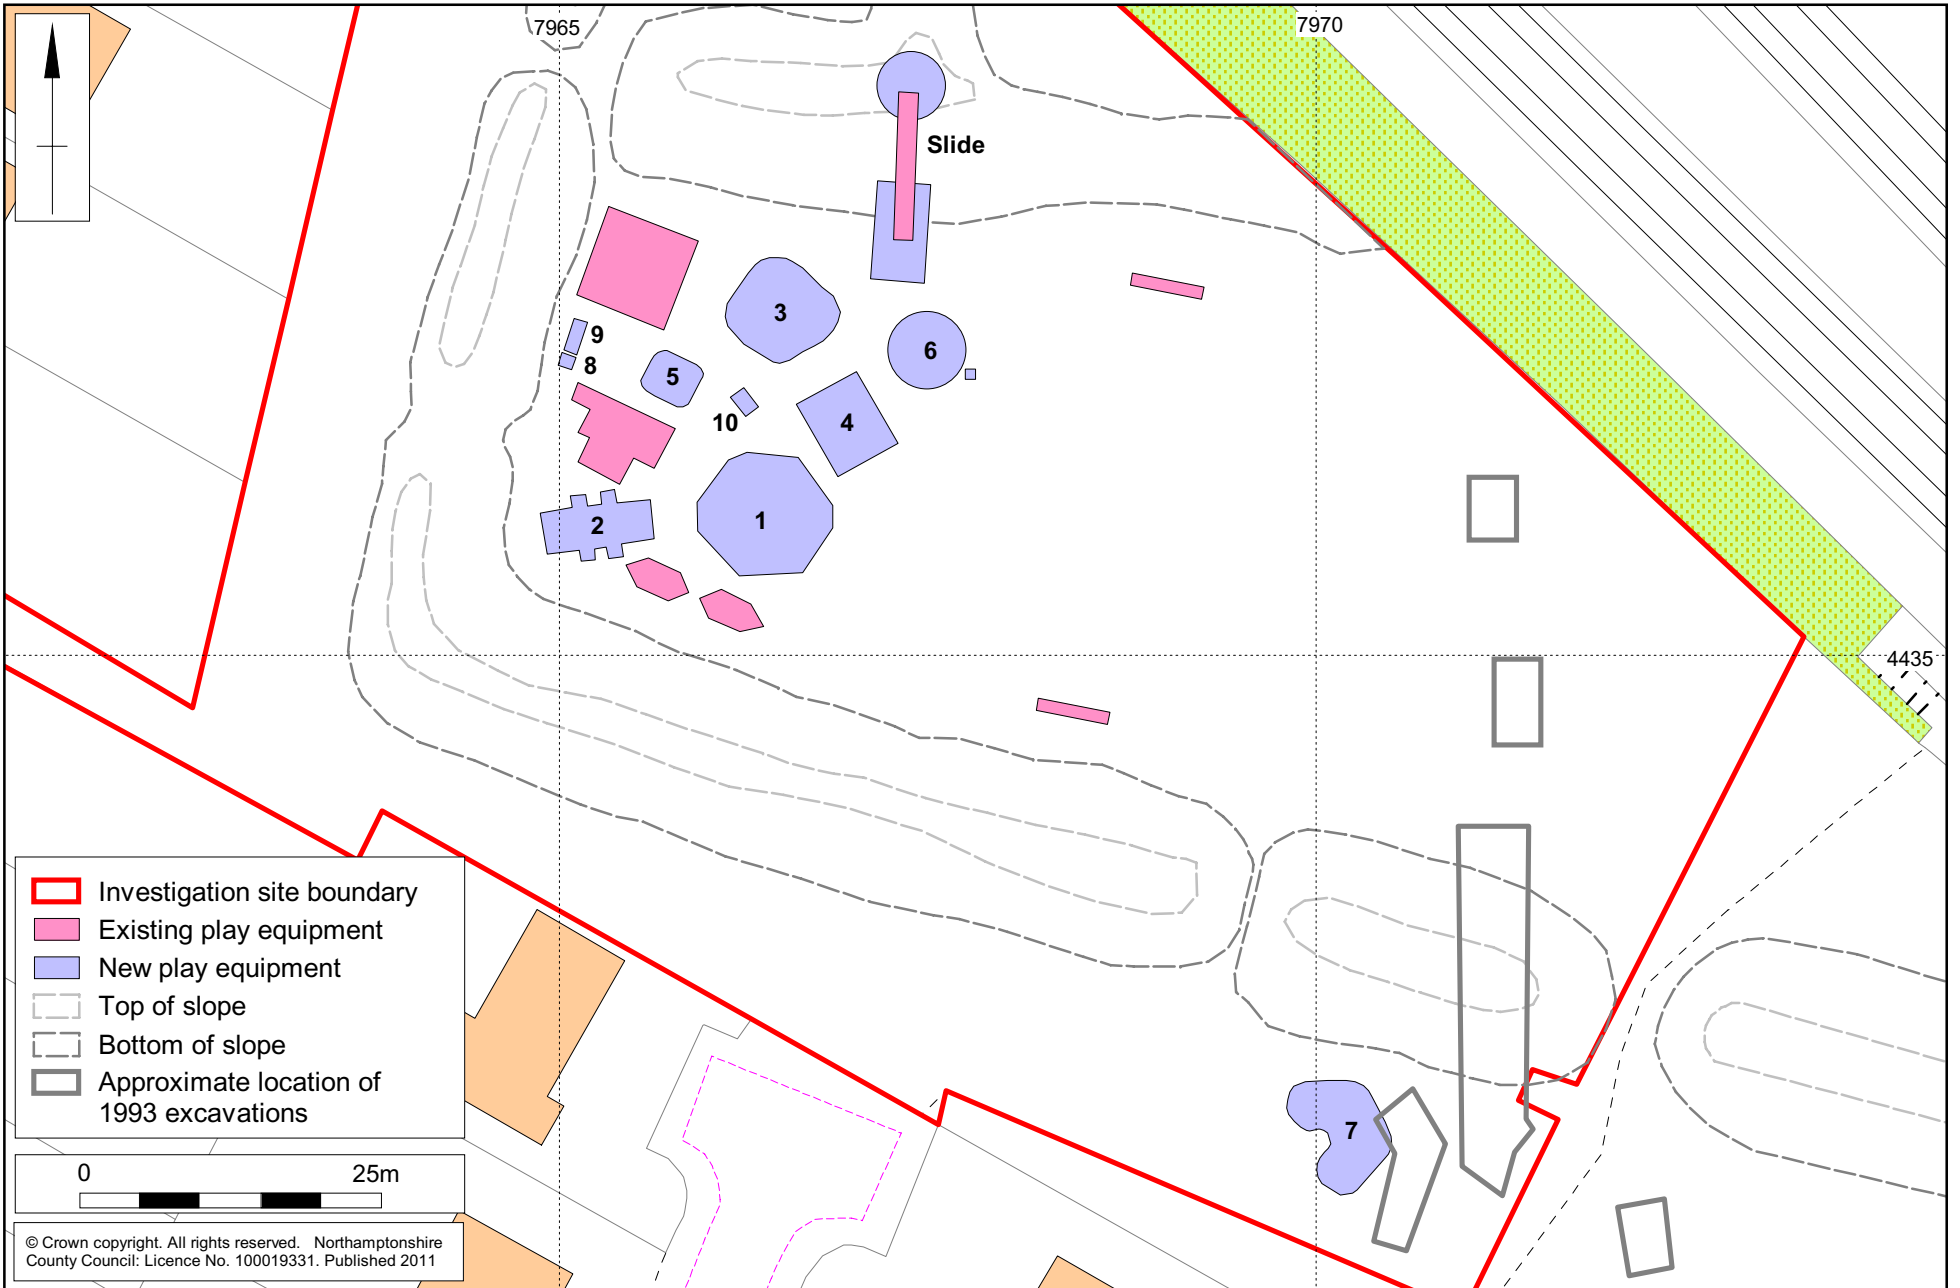 7965
7970
Slide
3
9
6
8
5
10
4
1
2
4435
Investigation site boundary
Existing play equipment
New play equipment
Top of slope
Bottom of slope
Approximate location of
1993 excavations
7
0 25m
© Crown copyright. All rights reserved. Northamptonshire
County Council: Licence No. 100019331. Published 2011